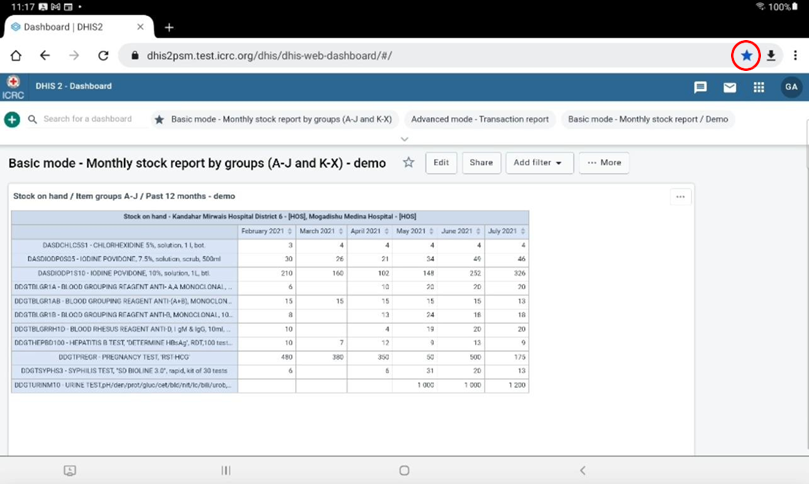 11:17
100%
Dashboard | DHIS2
dhis2psm.test.icrc.org/dhis/dhis-web-dashboard/#/
ICRC
DHIS 2 - Dashboard
GA
Search for a dashboard
Basic mode - Monthly stock report by groups (A-J and K-X)
Advanced mode - Transaction report
Basic mode - Monthly stock report / Demo
Basic mode - Monthly stock report by groups (A-J and K-X) - demo
Edit
Share
Add filter
More
Stock on hand / Item groups A-J / Past 12 months - demo
Stock on hand - Kandahar Mirwais Hospital District 6 - [HOS], Mogadishu Medina Hospital - [HOS]
February 2021 March 2021 April 2021 May 2021 June 2021 July 2021
DASDCHLC5S1 - CHLORHEXIDINE 5%, solution, 1 l, bot. 3 4 4 4 4 4
DASDIODP0S05 - IODINE POVIDONE, 7.5%, solution, scrub, 500ml 30 26 21 34 49 46
DASDIODP1S10 - IODINE POVIDONE, 10%, solution, 1L, btl. 210 160 102 148 252 326
DDGTBLGR1A - BLOOD GROUPING REAGENT ANTI-A,A MONOCLONAL, ... 6 10 20 20 20
DDGTBLGR1AB - BLOOD GROUPING REAGENT ANTI-[A+B], MONOCLON... 15 15 15 15 15 13
DDGTBLGR1B - BLOOD GROUPING REAGENT ANTI-B, MONOCLONAL, 10... 8 13 24 18 18
DDGTBLGRRH1D - BLOOD RHESUS REAGENT ANTI-D, I gM & IgG, 10ml, ... 10 4 19 20 20
DDGTHEPBD100 - HEPATITIS B TEST, "DETERMINE HBsAg", RDT,100 test... 10 7 12 9 13 9
DDGTPREGR - PREGNANCY TEST, 'RST-HCG' 480 380 350 50 500 175
DDGTSYPHS3 - SYPHILIS TEST, "SD BIOLINE 3.0", rapid, kit of 30 tests 6 6 31 20 13
DDGTURINM10 - URINE TEST,pH/den/prot/gluc/cet/bld/nit/lc/bili/urob,... 1 000 1 000 1 200